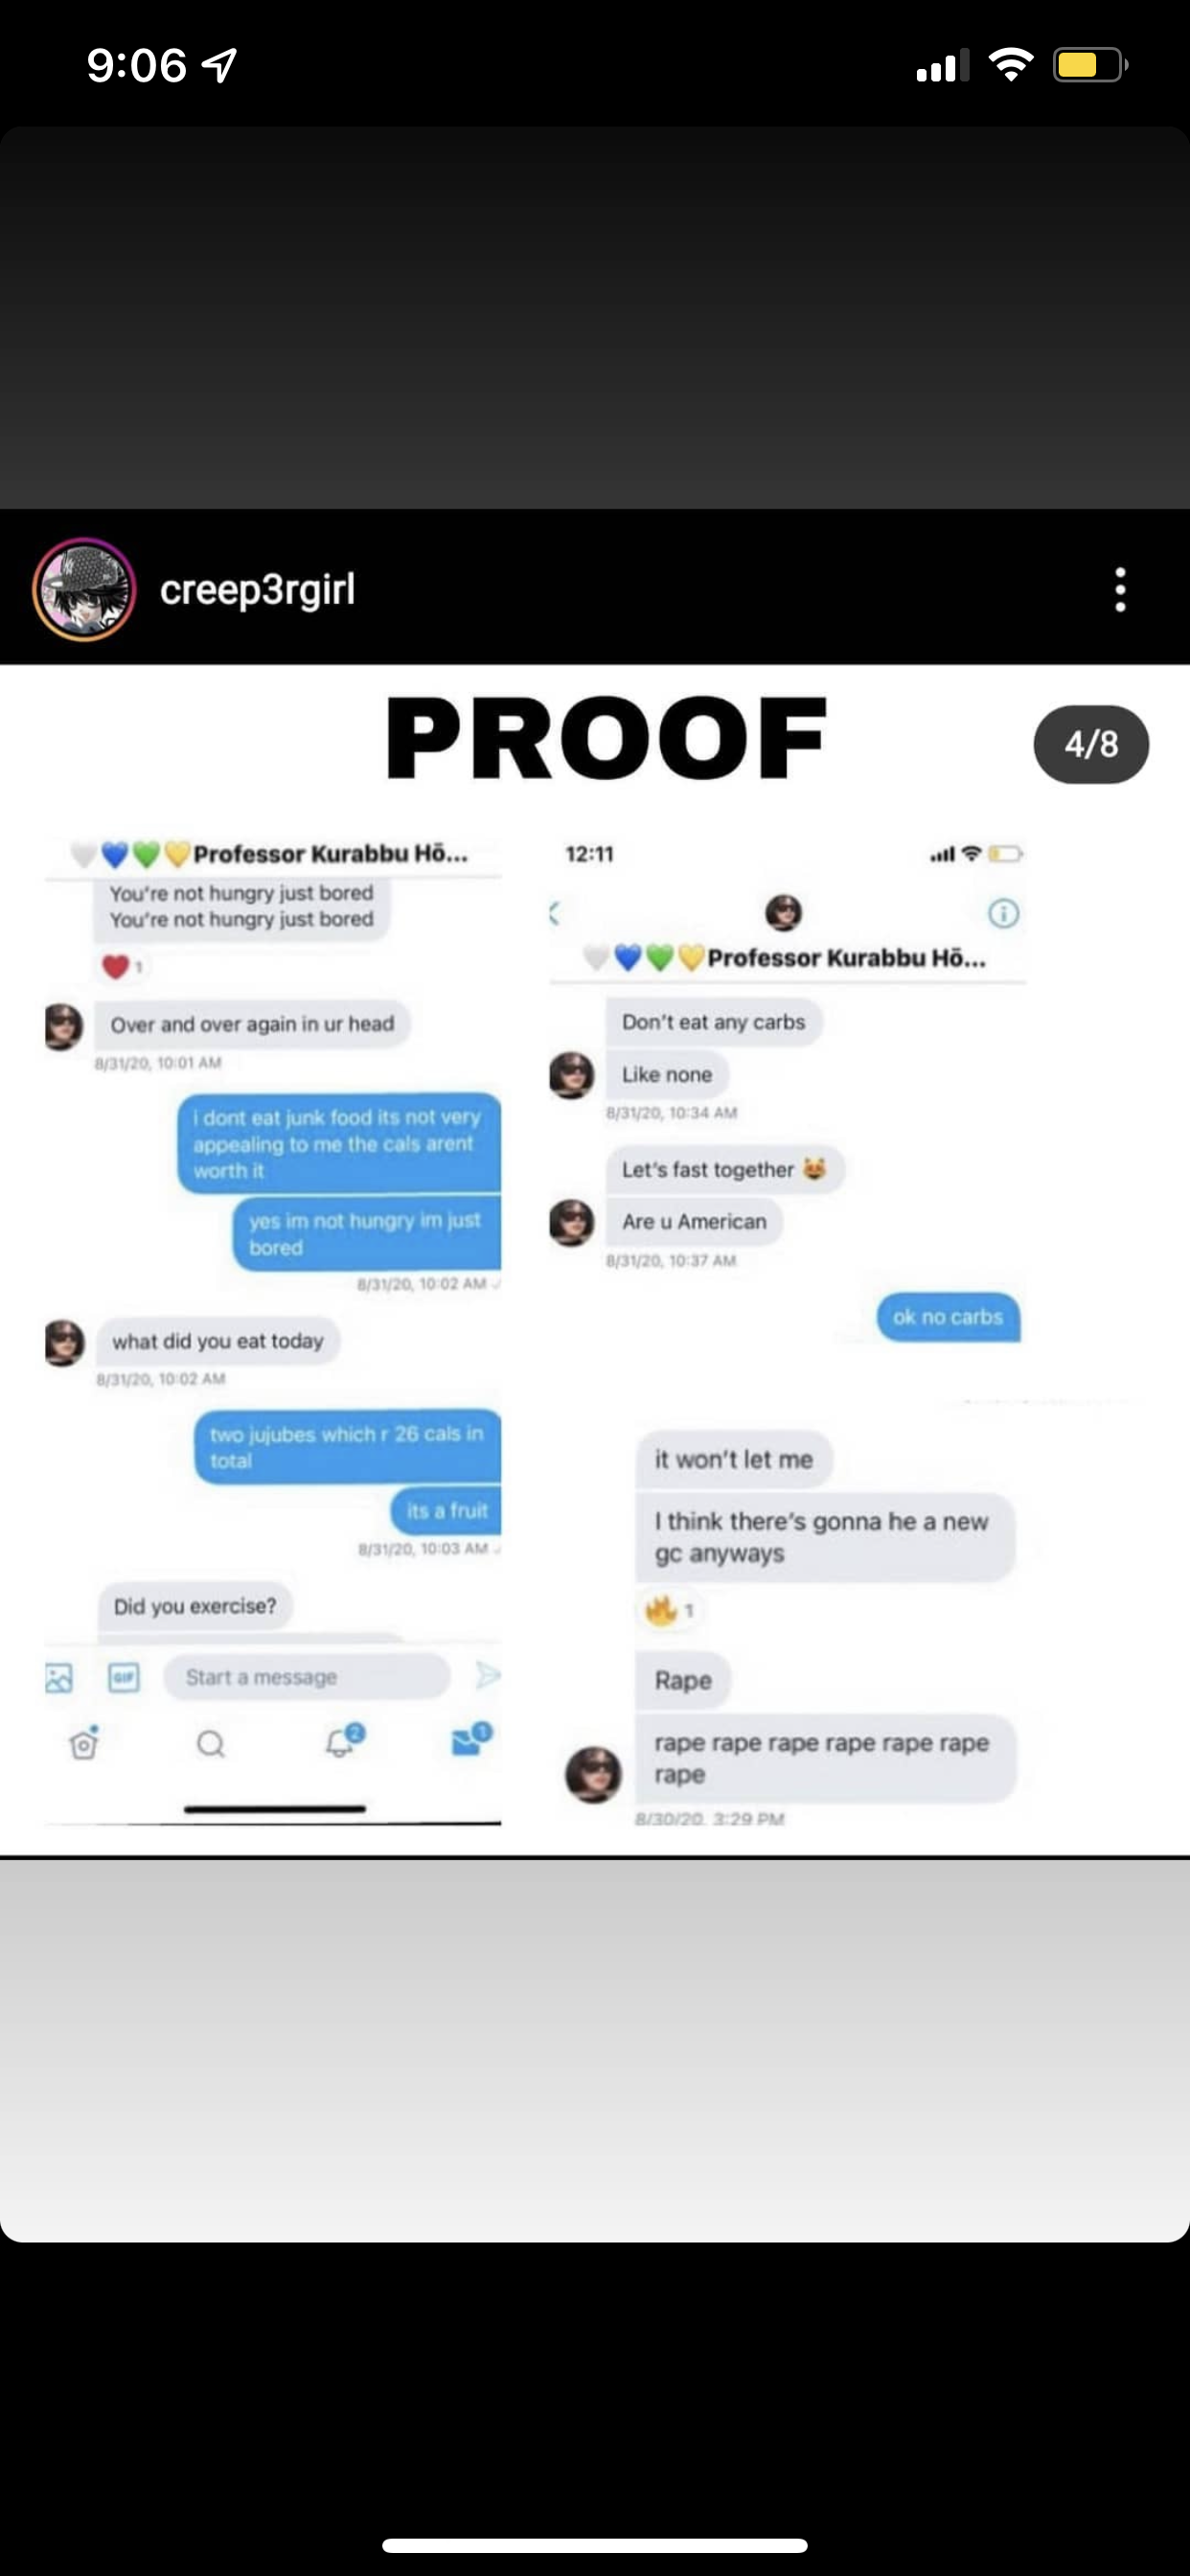 9:06
creep3rgirl
PROOF
4/8
Professor Kurabbu Hō...
You're not hungry just bored
You're not hungry just bored
1
Over and over again in ur head
8/31/20, 10:01 AM
i dont eat junk food its not very
appealing to me the cals arent
worth it
yes im not hungry im just
bored
8/31/20, 10:02 AM
what did you eat today
8/31/20, 10:02 AM
two jujubes which r 26 cals in
total
its a fruit
8/31/20, 10:03 AM
Did you exercise?
GIF
Start a message
2
1
12:11
Professor Kurabbu Hō...
Don't eat any carbs
Like none
8/31/20, 10:34 AM
Let's fast together
Are u American
8/31/20, 10:37 AM
ok no carbs
it won't let me
I think there's gonna he a new
gc anyways
1
Rape
rape rape rape rape rape rape
rape
8/30/20, 3:29 PM